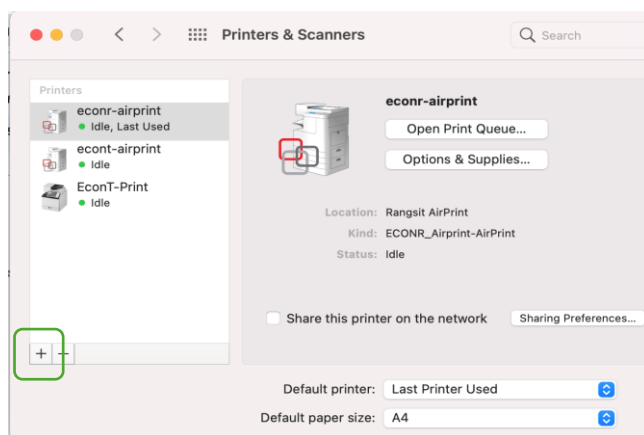 Printers & Scanners
Search
Printers
econr-airprint
Idle, Last Used
econt-airprint
Idle
EconT-Print
Idle
+
−
econr-airprint
Open Print Queue...
Options & Supplies...
Location: Rangsit AirPrint
Kind: ECONR_Airprint-AirPrint
Status: Idle
Share this printer on the network
Sharing Preferences...
Default printer: Last Printer Used
Default paper size: A4